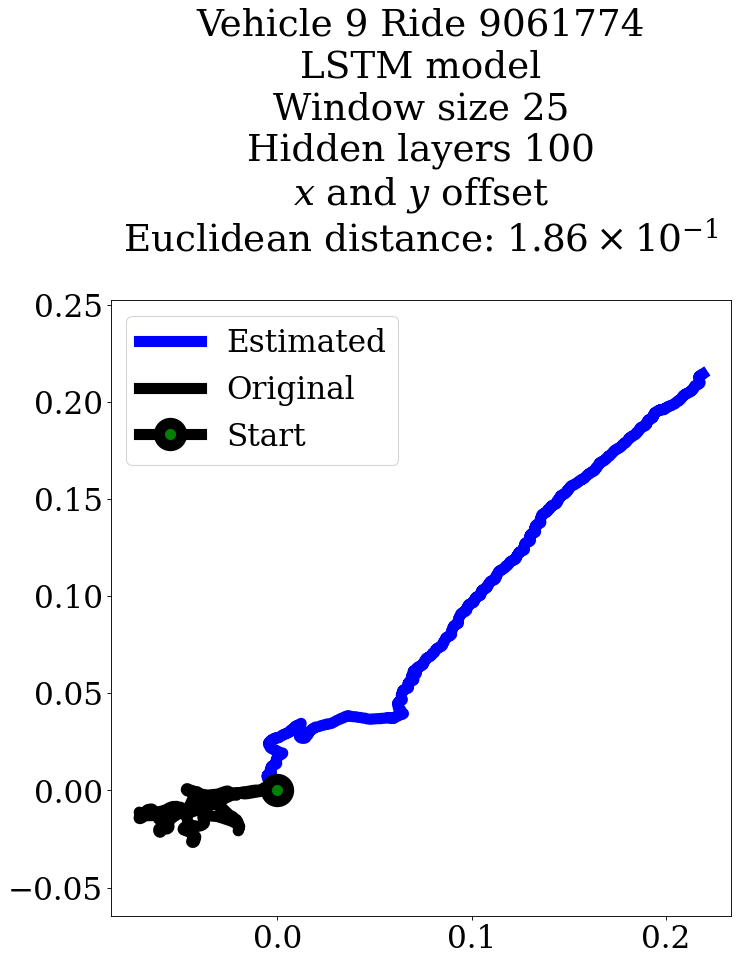 Vehicle 9 Ride 9061774
LSTM model
Window size 25
Hidden layers 100
x and y offset
Euclidean distance: 1.86 × 10⁻¹
0.25
0.20
0.15
0.10
0.05
0.00
−0.05
Estimated
Original
Start
0.0 0.1 0.2